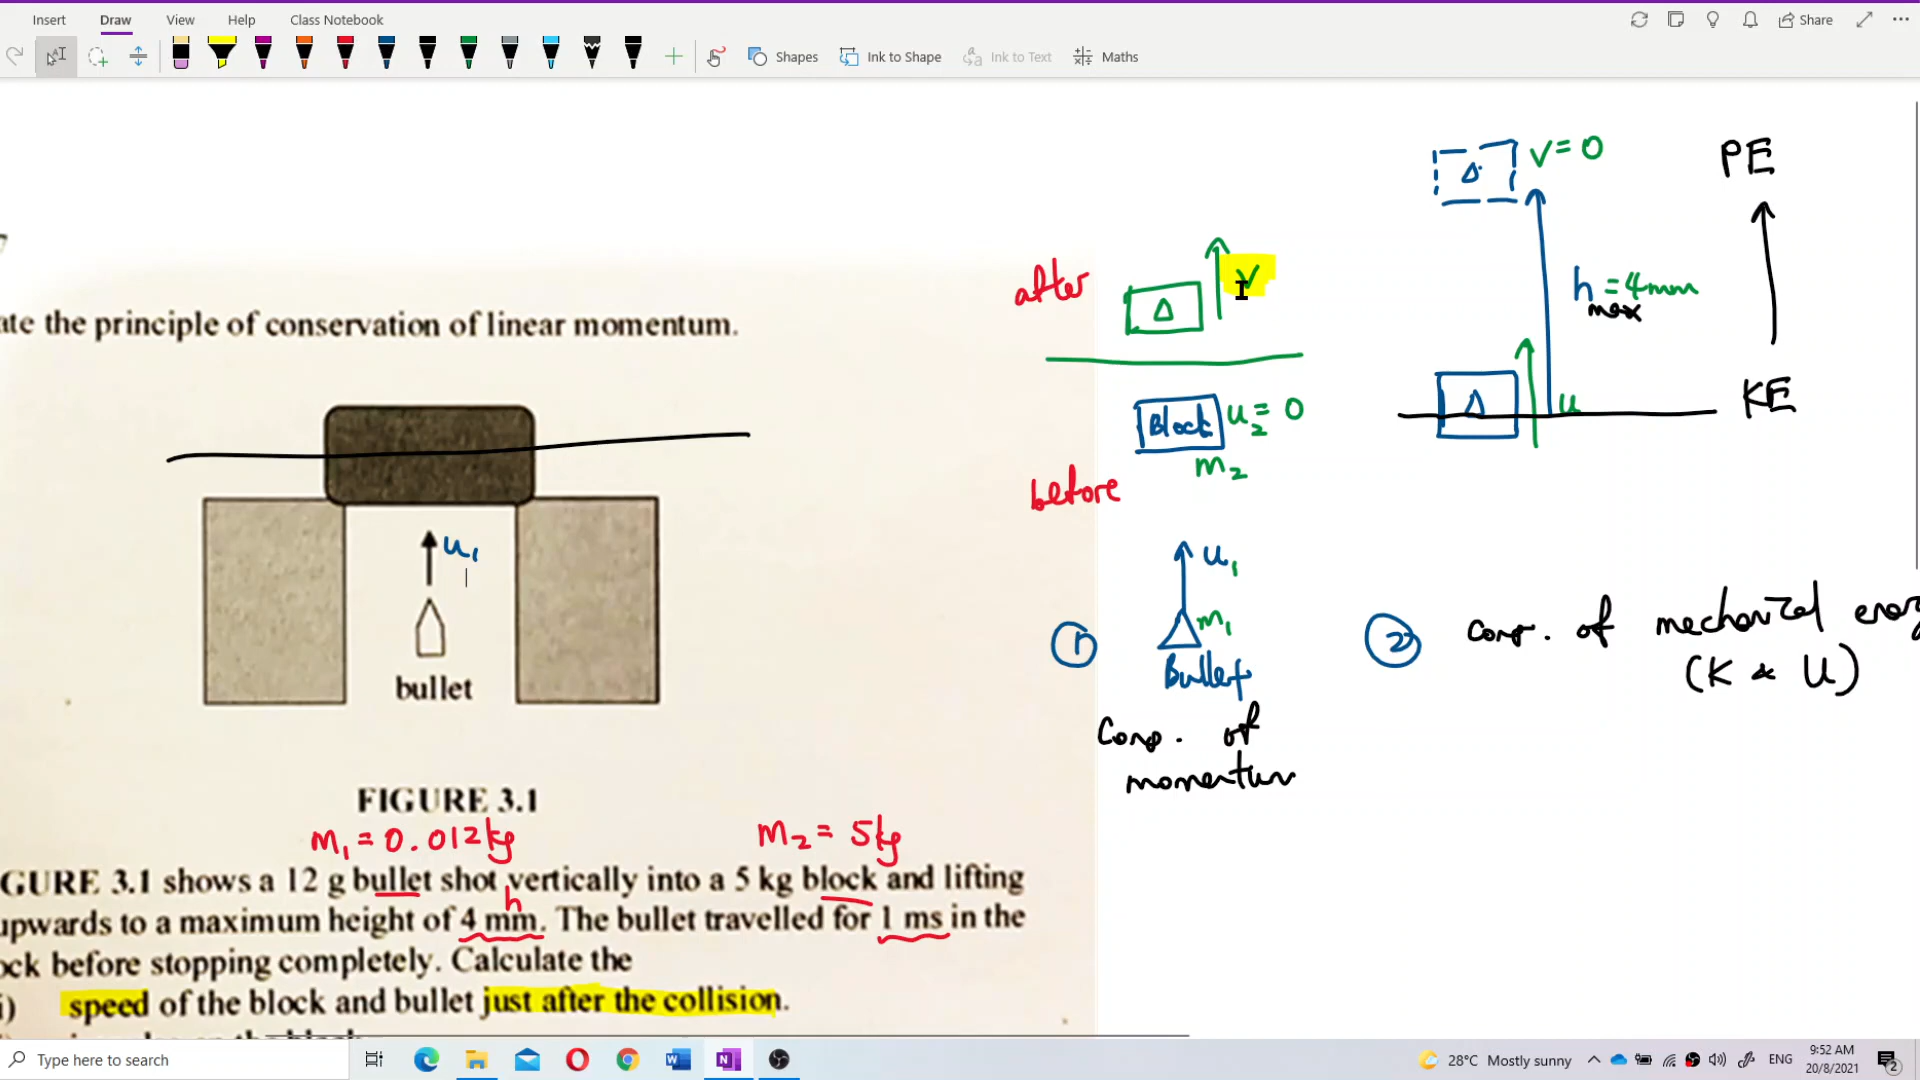 Insert Draw View Help Class Notebook Share
Shapes Ink to Shape Ink to Text Maths
ate the principle of conservation of linear momentum.
u₁
bullet
FIGURE 3.1
m₁ = 0.012kg
m₂ = 5kg
GURE 3.1 shows a 12 g bullet shot vertically into a 5 kg block and lifting
h
upwards to a maximum height of 4 mm. The bullet travelled for 1 ms in the
ock before stopping completely. Calculate the
i) speed of the block and bullet just after the collision.
after
v
Block u₂ = 0
m₂
before
u₁
m₁
① Bullet
Consv. of
momentum
v = 0
PE
h = 4mm
max
u
KE
② Consv. of mechanical energ
(K & U)
Type here to search
28°C Mostly sunny ENG 9:52 AM
20/8/2021
2